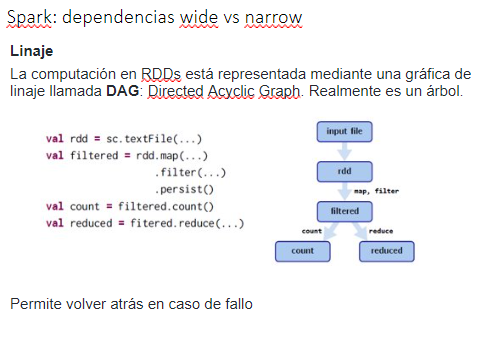 Spark: dependencias wide vs narrow
Linaje
La computación en RDDs está representada mediante una gráfica de
linaje llamada DAG: Directed Acyclic Graph. Realmente es un árbol.
val rdd = sc.textFile(...)
val filtered = rdd.map(...)
.filter(...)
.persist()
val count = filtered.count()
val reduced = fitered.reduce(...)
input file
rdd
map, filter
filtered
count
reduce
count
reduced
Permite volver atrás en caso de fallo